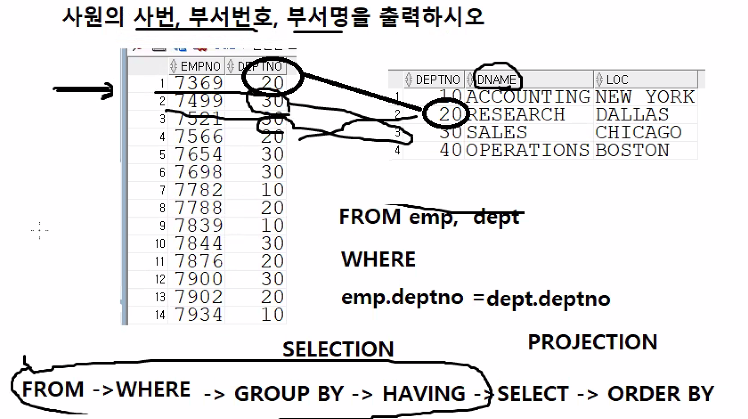 사원의 사번, 부서번호, 부서명을 출력하시오
EMPNO DEPTNO
1 7369 20
2 7499 30
3 7521 30
4 7566 20
5 7654 30
6 7698 30
7 7782 10
8 7788 20
9 7839 10
10 7844 30
11 7876 20
12 7900 30
13 7902 20
14 7934 10
DEPTNO DNAME LOC
1 10 ACCOUNTING NEW YORK
2 20 RESEARCH DALLAS
3 30 SALES CHICAGO
4 40 OPERATIONS BOSTON
FROM emp, dept
WHERE
emp.deptno =dept.deptno
SELECTION PROJECTION
FROM ->WHERE -> GROUP BY -> HAVING ->SELECT -> ORDER BY